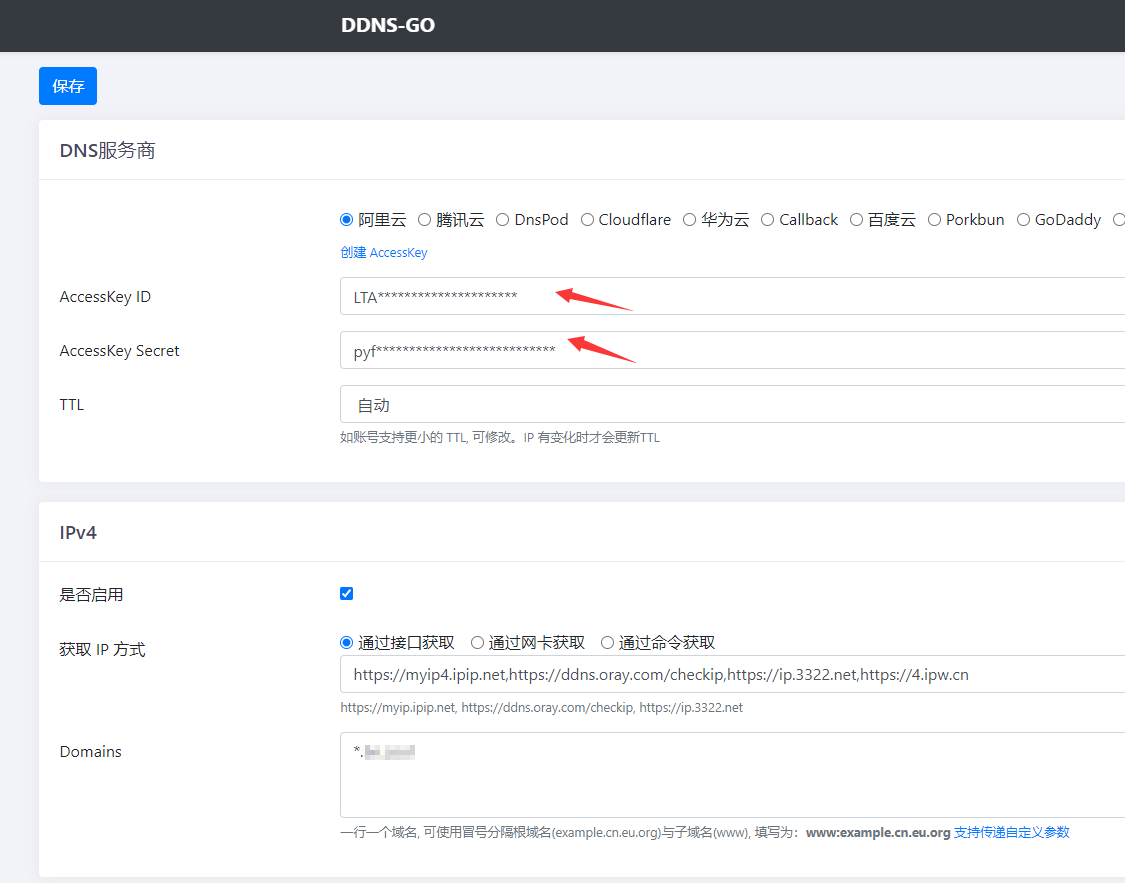 DDNS-GO
保存
DNS服务商
阿里云 腾讯云 DnsPod Cloudflare 华为云 Callback 百度云 Porkbun GoDaddy
创建 AccessKey
AccessKey ID LTA*********************
AccessKey Secret pyf***************************
TTL 自动
如账号支持更小的 TTL, 可修改。IP 有变化时才会更新TTL
IPv4
是否启用
获取 IP 方式 通过接口获取 通过网卡获取 通过命令获取
https://myip4.ipip.net,https://ddns.oray.com/checkip,https://ip.3322.net,https://4.ipw.cn
https://myip.ipip.net, https://ddns.oray.com/checkip, https://ip.3322.net
Domains *.
一行一个域名, 可使用冒号分隔根域名(example.cn.eu.org)与子域名(www), 填写为：www:example.cn.eu.org 支持传递自定义参数